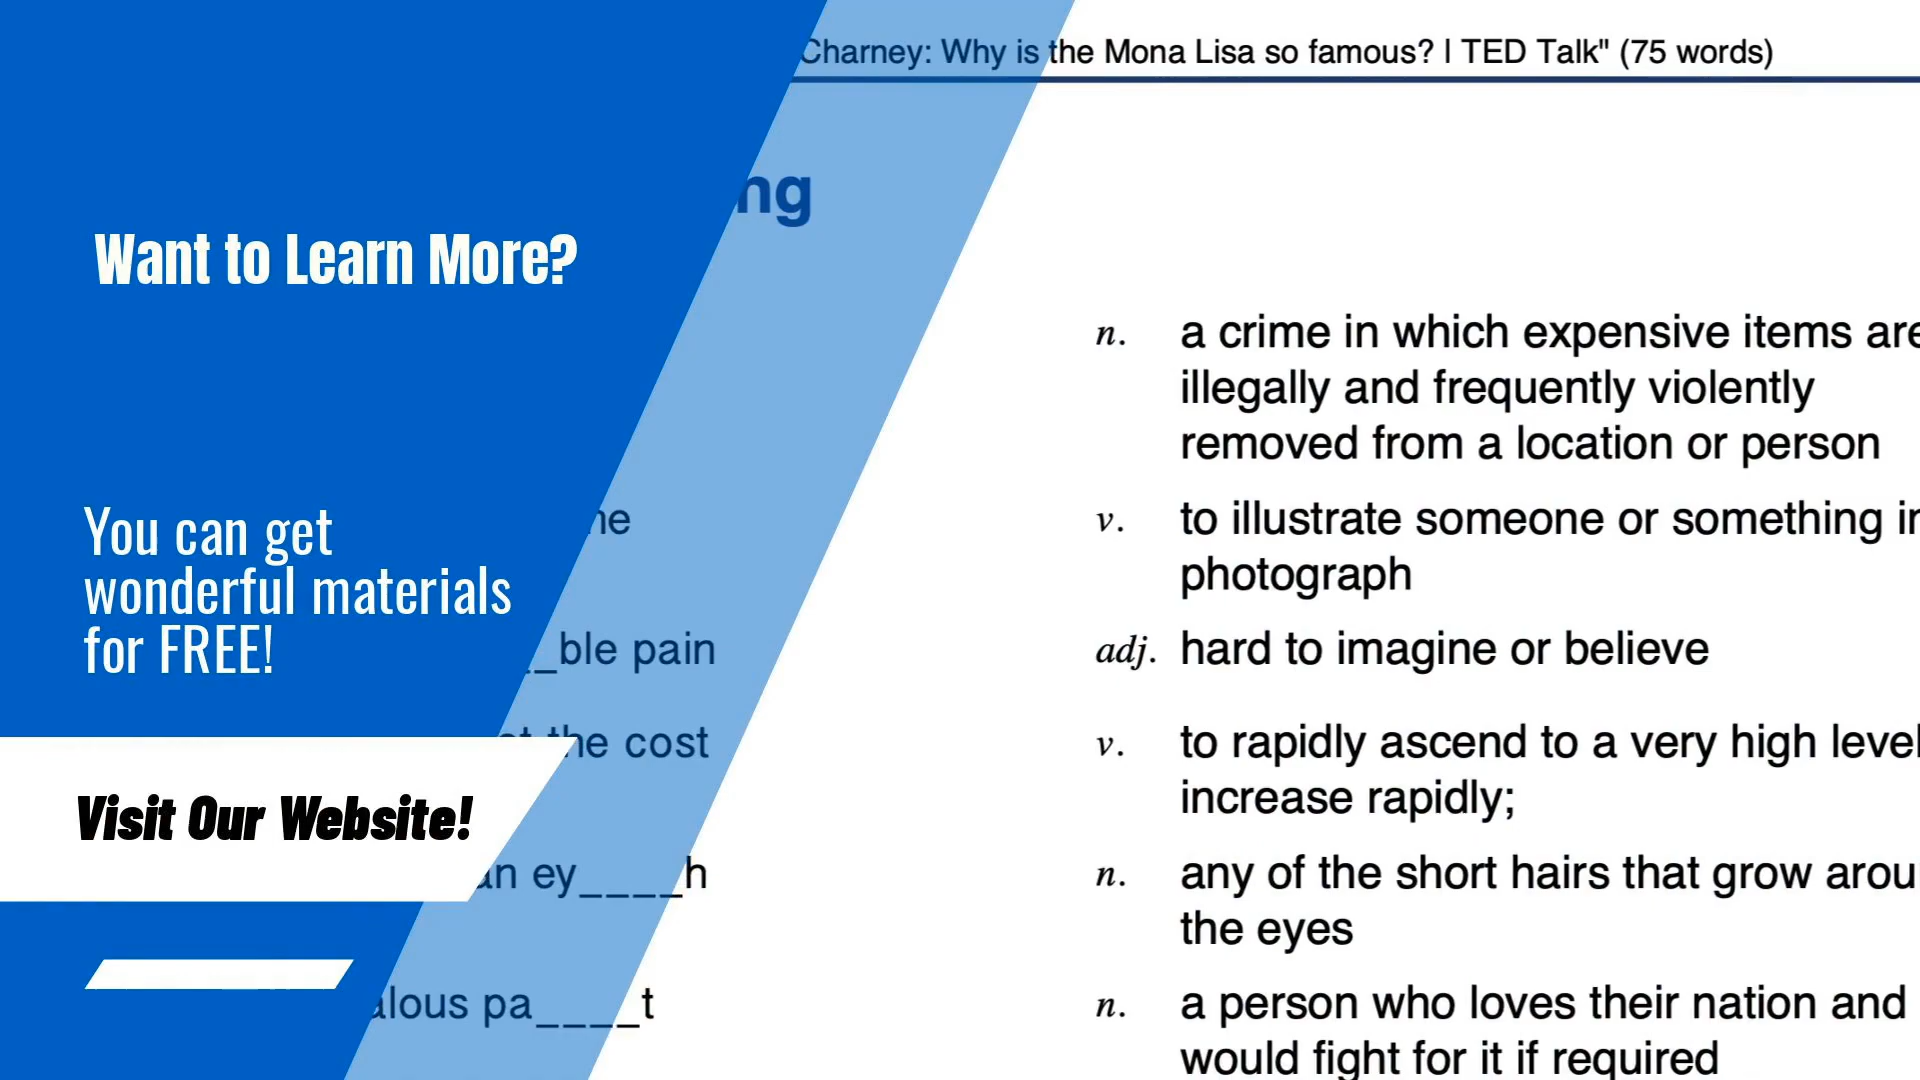 Charney: Why is the Mona Lisa so famous? | TED Talk" (75 words)
ng
Want to Learn More?
You can get
wonderful materials
for FREE!
Visit Our Website!
n. a crime in which expensive items are
illegally and frequently violently
removed from a location or person
v. to illustrate someone or something in
photograph
_ble pain adj. hard to imagine or believe
the cost v. to rapidly ascend to a very high level
increase rapidly;
an ey____h n. any of the short hairs that grow arou
the eyes
alous pa____t n. a person who loves their nation and
would fight for it if required